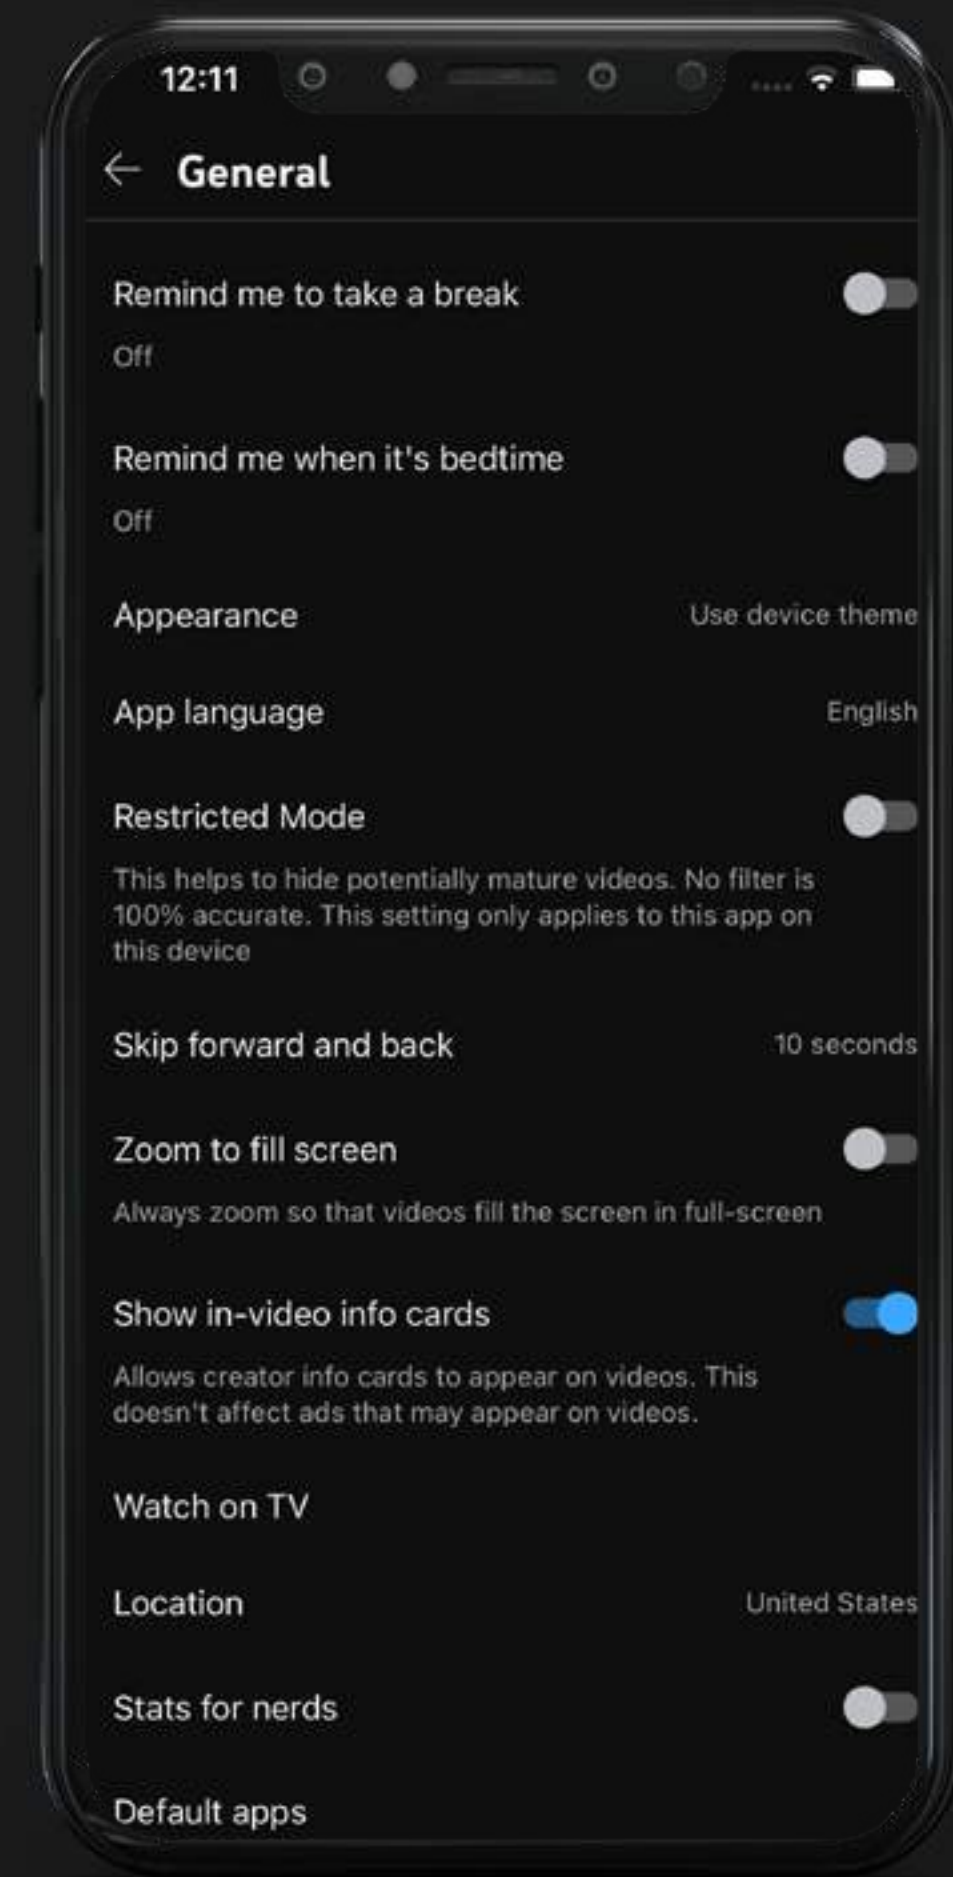 12:11
General
Remind me to take a break
Off
Remind me when it's bedtime
Off
Appearance
Use device theme
App language
English
Restricted Mode
This helps to hide potentially mature videos. No filter is
100% accurate. This setting only applies to this app on
this device
Skip forward and back
10 seconds
Zoom to fill screen
Always zoom so that videos fill the screen in full-screen
Show in-video info cards
Allows creator info cards to appear on videos. This
doesn't affect ads that may appear on videos.
Watch on TV
Location
United States
Stats for nerds
Default apps